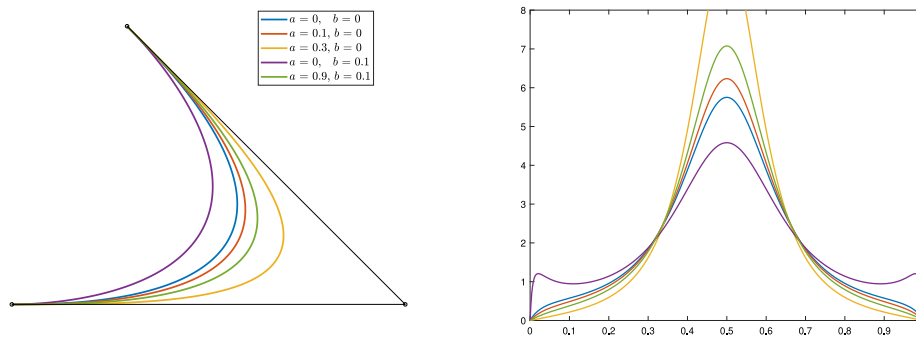 a = 0, b = 0
a = 0.1, b = 0
a = 0.3, b = 0
a = 0, b = 0.1
a = 0.9, b = 0.1
8
7
6
5
4
3
2
1
0
0 0.1 0.2 0.3 0.4 0.5 0.6 0.7 0.8 0.9